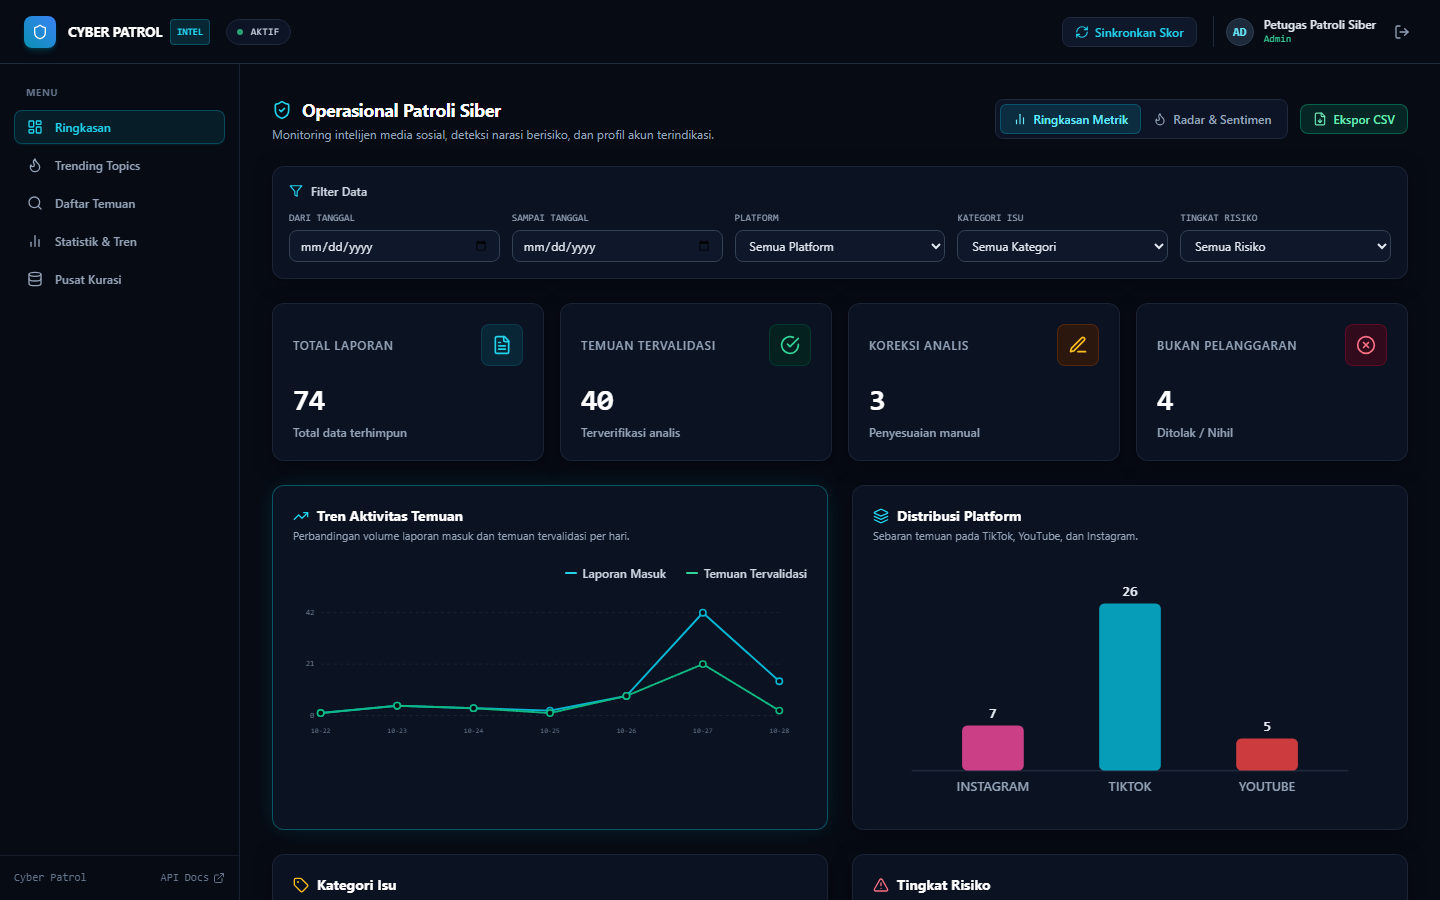 CYBER PATROL INTEL AKTIF
Sinkronkan Skor
AD
Petugas Patroli Siber
Admin
MENU
Ringkasan
Trending Topics
Daftar Temuan
Statistik & Tren
Pusat Kurasi
Cyber Patrol
API Docs
Operasional Patroli Siber
Monitoring intelijen media sosial, deteksi narasi berisiko, dan profil akun terindikasi.
Ringkasan Metrik
Radar & Sentimen
Ekspor CSV
Filter Data
DARI TANGGAL
mm/dd/yyyy
SAMPAI TANGGAL
mm/dd/yyyy
PLATFORM
Semua Platform
KATEGORI ISU
Semua Kategori
TINGKAT RISIKO
Semua Risiko
TOTAL LAPORAN
74
Total data terhimpun
TEMUAN TERVALIDASI
40
Terverifikasi analis
KOREKSI ANALIS
3
Penyesuaian manual
BUKAN PELANGGARAN
4
Ditolak / Nihil
Tren Aktivitas Temuan
Perbandingan volume laporan masuk dan temuan tervalidasi per hari.
Laporan Masuk
Temuan Tervalidasi
42
21
0
10-22 10-23 10-24 10-25 10-26 10-27 10-28
Distribusi Platform
Sebaran temuan pada TikTok, YouTube, dan Instagram.
7
26
5
INSTAGRAM TIKTOK YOUTUBE
Kategori Isu
Tingkat Risiko